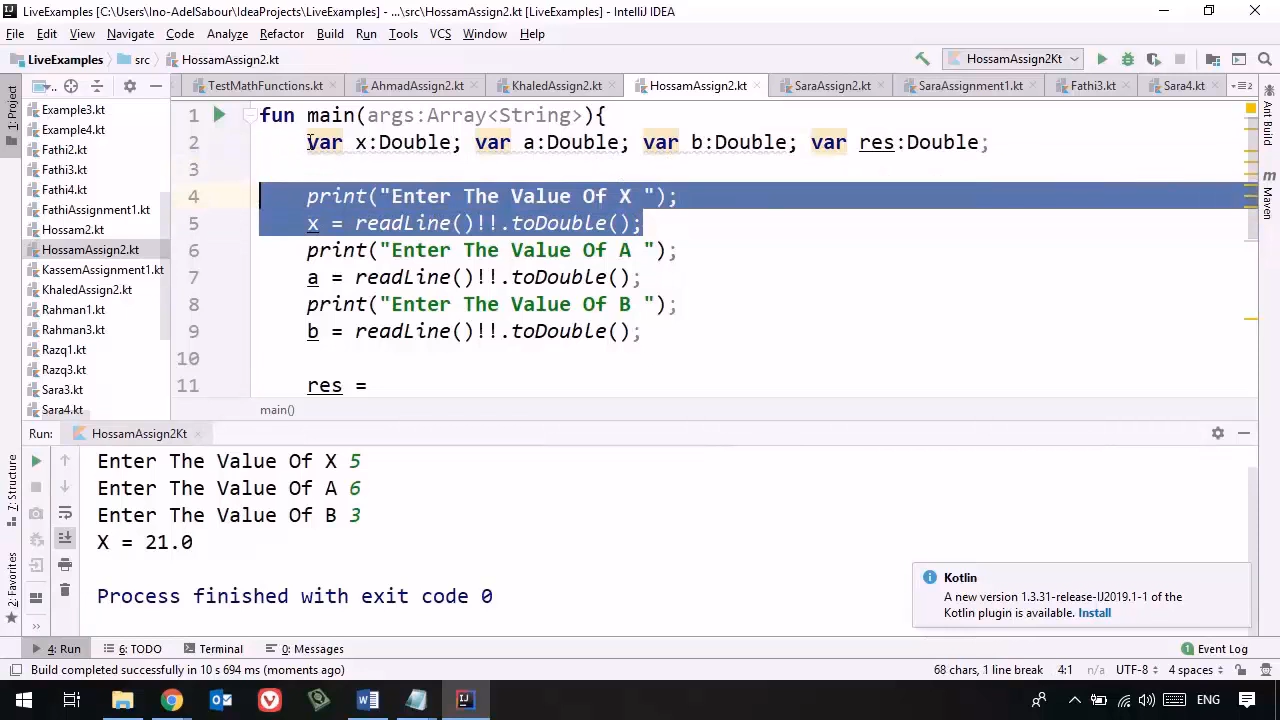 LiveExamples [C:\Users\Ino-AdelSabour\IdeaProjects\LiveExamples] - ...\src\HossamAssign2.kt [LiveExamples] - IntelliJ IDEA
File Edit View Navigate Code Analyze Refactor Build Run Tools VCS Window Help
LiveExamples src HossamAssign2.kt HossamAssign2Kt
TestMathFunctions.kt AhmadAssign2.kt KhaledAssign2.kt HossamAssign2.kt SaraAssign2.kt SaraAssignment1.kt Fathi3.kt Sara4.kt 2
1: Project
Example3.kt
Example4.kt
Fathi2.kt
Fathi3.kt
Fathi4.kt
FathiAssignment1.kt
Hossam2.kt
HossamAssign2.kt
KassemAssignment1.kt
KhaledAssign2.kt
Rahman1.kt
Rahman3.kt
Razq1.kt
Razq3.kt
Sara3.kt
Sara4.kt
1 fun main(args:Array<String>){
2 var x:Double; var a:Double; var b:Double; var res:Double;
3
4 print("Enter The Value Of X ");
5 x = readLine()!!.toDouble();
6 print("Enter The Value Of A ");
7 a = readLine()!!.toDouble();
8 print("Enter The Value Of B ");
9 b = readLine()!!.toDouble();
10
11 res =
main()
Ant Build
m
Maven
Run: HossamAssign2Kt
Enter The Value Of X 5
Enter The Value Of A 6
Enter The Value Of B 3
X = 21.0
Process finished with exit code 0
7: Structure
2: Favorites
Kotlin
A new version 1.3.31-release-IJ2019.1-1 of the
Kotlin plugin is available. Install
4: Run 6: TODO Terminal 0: Messages Event Log
Build completed successfully in 10 s 694 ms (moments ago) 68 chars, 1 line break 4:1 n/a UTF-8 4 spaces
ENG